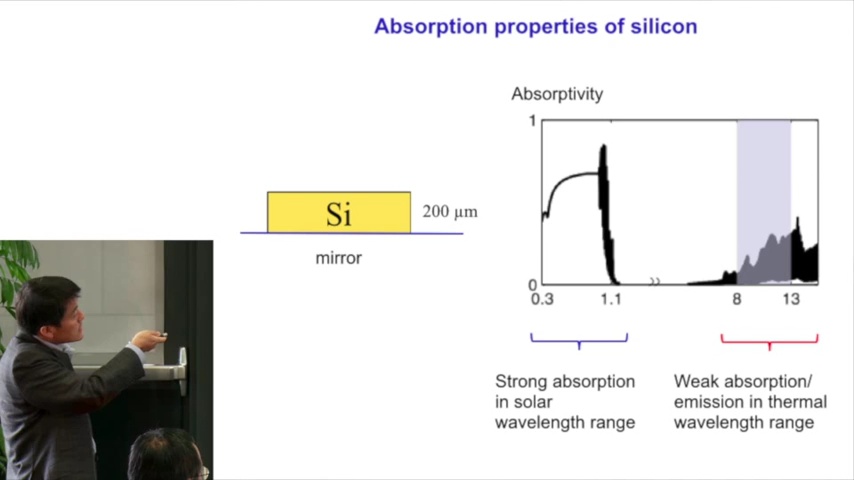 Absorption properties of silicon
Absorptivity
1
0
0.3
1.1
8
13
Si
200 µm
mirror
Strong absorption
in solar
wavelength range
Weak absorption/
emission in thermal
wavelength range